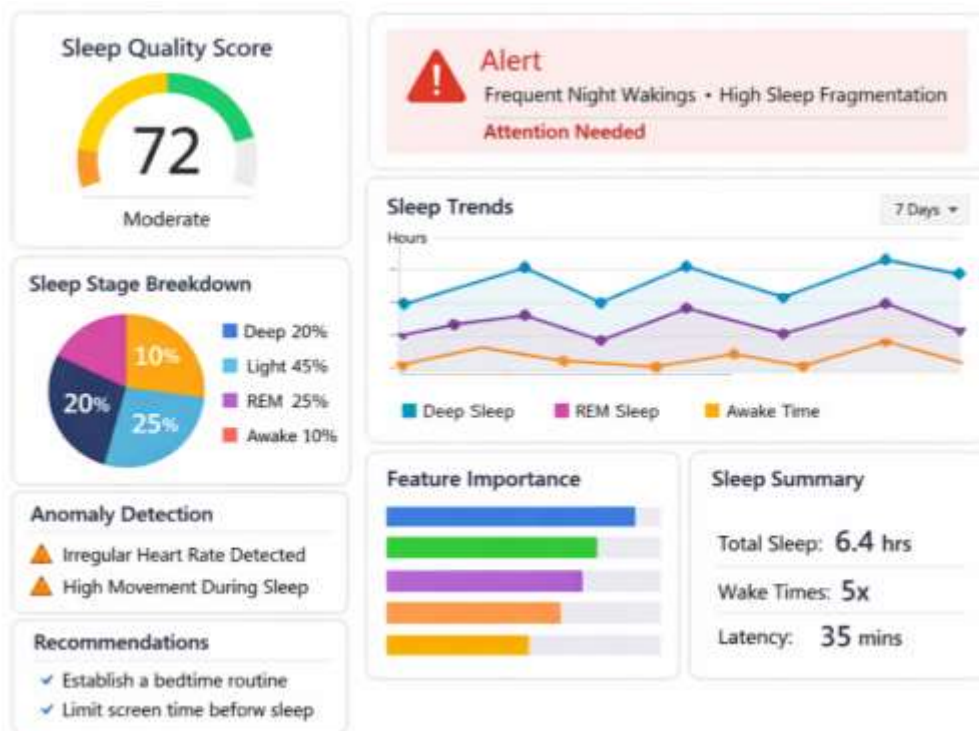 Sleep Quality Score
72
Moderate
Alert
Frequent Night Wakings • High Sleep Fragmentation
Attention Needed
Sleep Trends
7 Days
Hours
Deep Sleep
REM Sleep
Awake Time
Sleep Stage Breakdown
10%
20%
25%
Deep 20%
Light 45%
REM 25%
Awake 10%
Anomaly Detection
Irregular Heart Rate Detected
High Movement During Sleep
Recommendations
Establish a bedtime routine
Limit screen time beforw sleep
Feature Importance
Sleep Summary
Total Sleep: 6.4 hrs
Wake Times: 5x
Latency: 35 mins